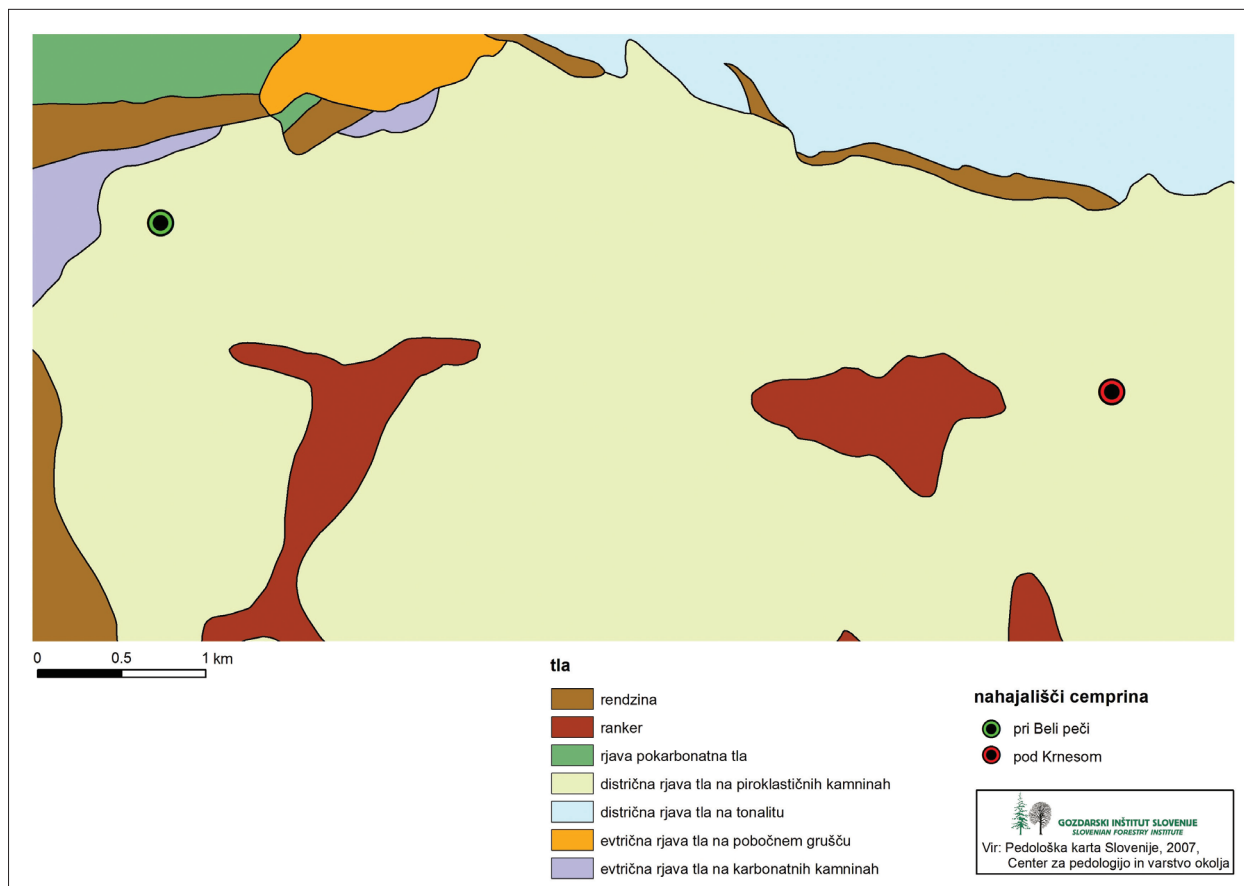 0 0.5 1 km
tla
rendzina
ranker
rjava pokarbonatna tla
distrična rjava tla na piroklastičnih kamninah
distrična rjava tla na tonalitu
evtrična rjava tla na pobočnem grušču
evtrična rjava tla na karbonatnih kamninah
nahajališči cemprina
pri Beli peči
pod Krnesom
GOZDARSKI INŠTITUT SLOVENIJE
SLOVENIAN FORESTRY INSTITUTE
Vir: Pedološka karta Slovenije, 2007,
Center za pedologijo in varstvo okolja